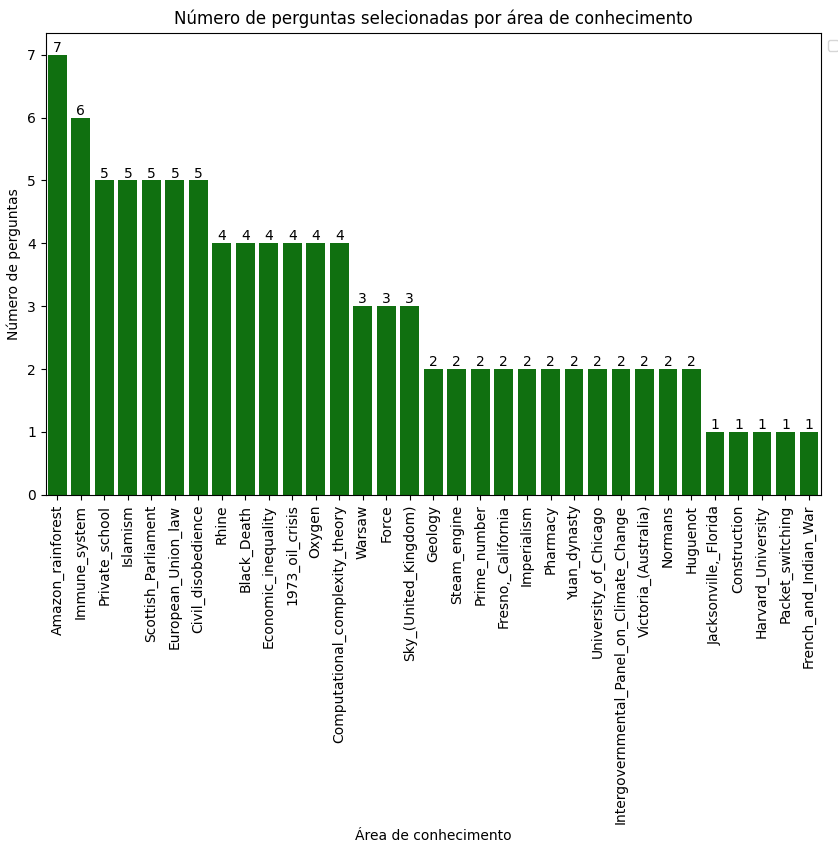 Número de perguntas selecionadas por área de conhecimento
Número de perguntas
7
6
5
4
3
2
1
0
7
6
5
5
5
5
5
4
4
4
4
4
4
3
3
3
2
2
2
2
2
2
2
2
2
2
2
2
1
1
1
1
1
Amazon_rainforest
Immune_system
Private_school
Islamism
Scottish_Parliament
European_Union_law
Civil_disobedience
Rhine
Black_Death
Economic_inequality
1973_oil_crisis
Oxygen
Computational_complexity_theory
Warsaw
Force
Sky_(United_Kingdom)
Geology
Steam_engine
Prime_number
Fresno,_California
Imperialism
Pharmacy
Yuan_dynasty
University_of_Chicago
Intergovernmental_Panel_on_Climate_Change
Victoria_(Australia)
Normans
Huguenot
Jacksonville,_Florida
Construction
Harvard_University
Packet_switching
French_and_Indian_War
Área de conhecimento